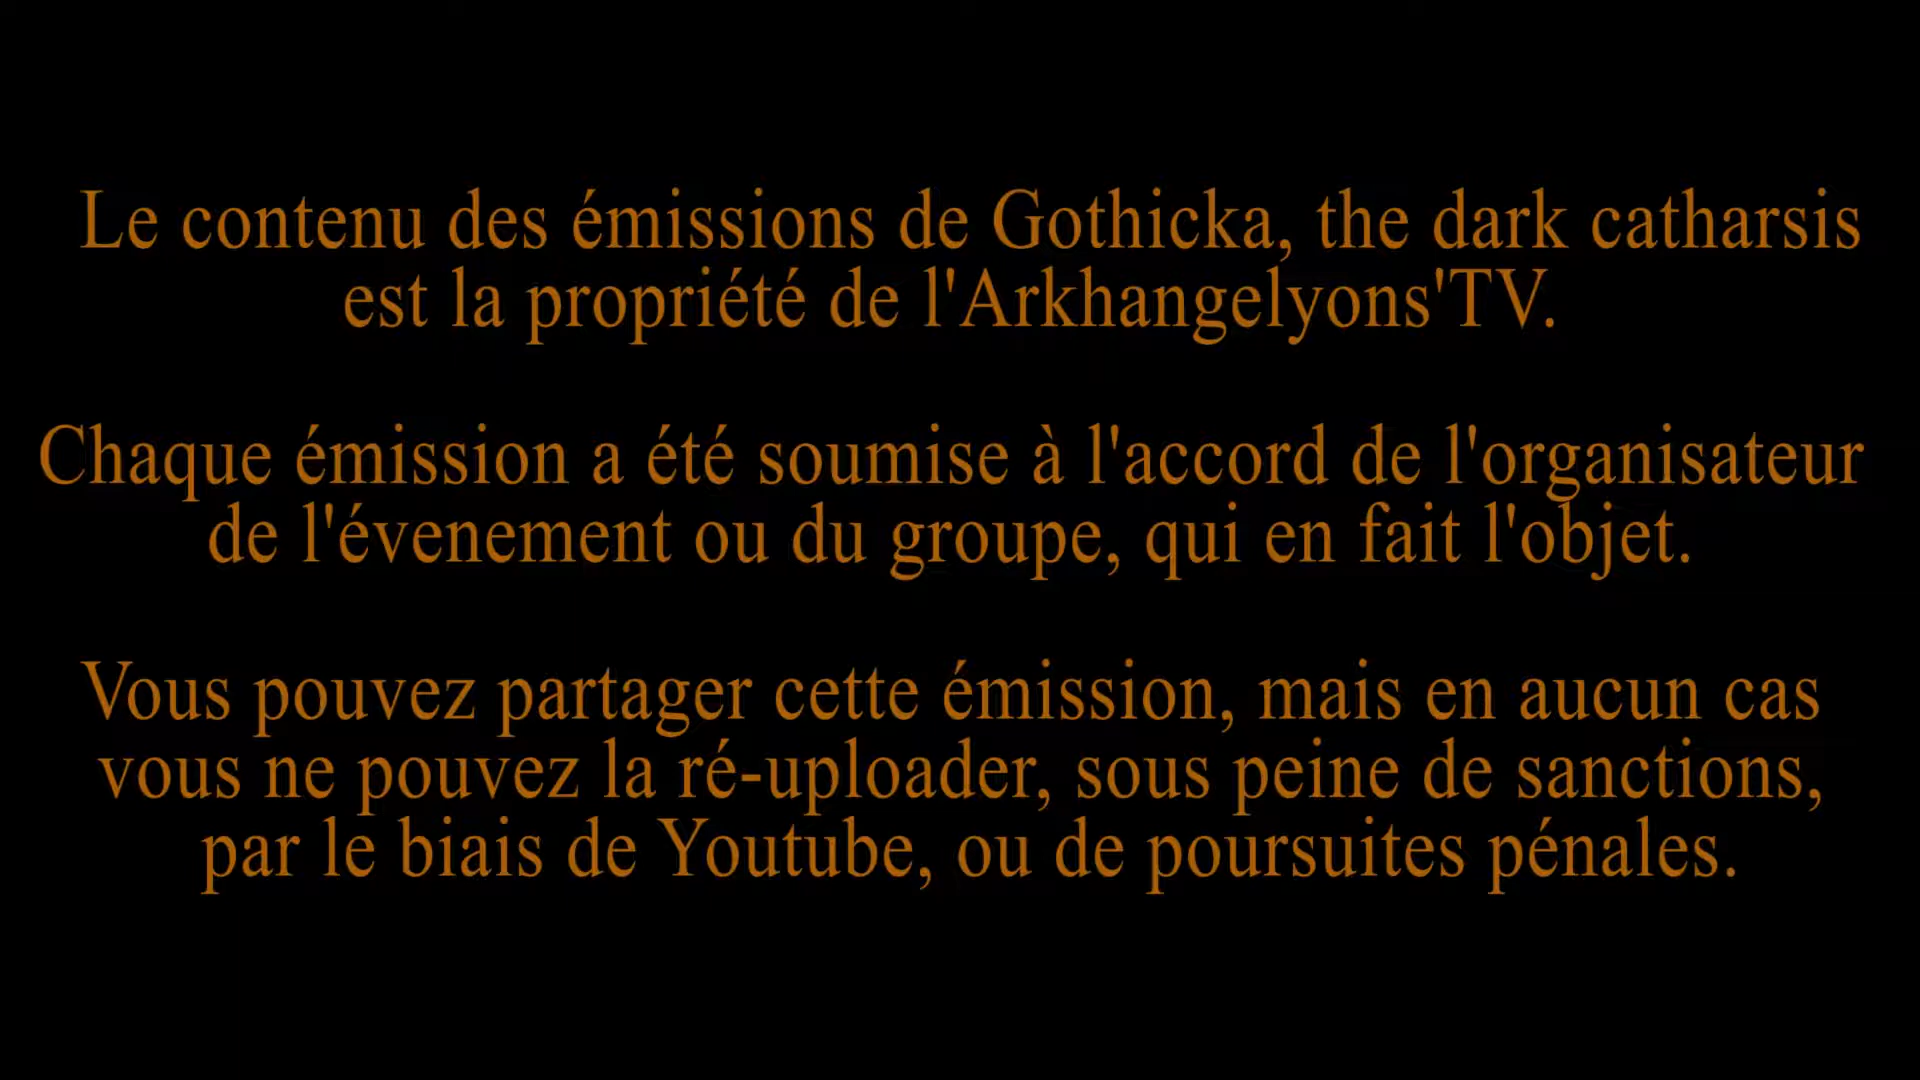 Le contenu des émissions de Gothicka, the dark catharsis
est la propriété de l'Arkhangelyons'TV.
Chaque émission a été soumise à l'accord de l'organisateur
de l'évenement ou du groupe, qui en fait l'objet.
Vous pouvez partager cette émission, mais en aucun cas
vous ne pouvez la ré-uploader, sous peine de sanctions,
par le biais de Youtube, ou de poursuites pénales.